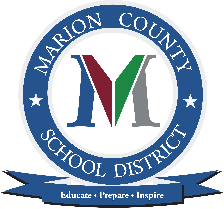 MARION COUNTY
M
SCHOOL DISTRICT
Educate • Prepare • Inspire